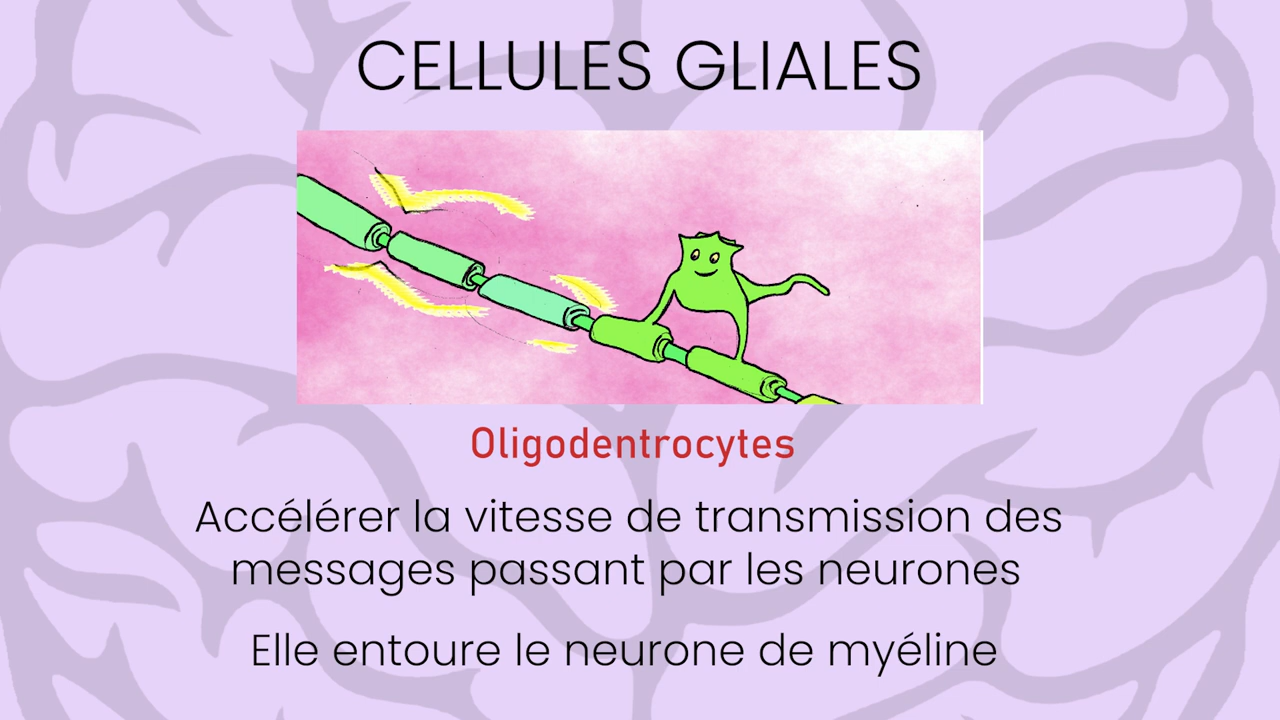 CELLULES GLIALES
Oligodentrocytes
Accélérer la vitesse de transmission des
messages passant par les neurones
Elle entoure le neurone de myéline